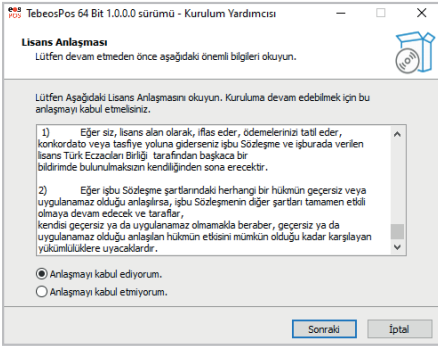 eos
POS
TebeosPos 64 Bit 1.0.0.0 sürümü - Kurulum Yardımcısı
Lisans Anlaşması
Lütfen devam etmeden önce aşağıdaki önemli bilgileri okuyun.
Lütfen Aşağıdaki Lisans Anlaşmasını okuyun. Kuruluma devam edebilmek için bu
anlaşmayı kabul etmelisiniz.
1) Eğer siz, lisans alan olarak, iflas eder, ödemelerinizi tatil eder,
konkordato veya tasfiye yoluna giderseniz işbu Sözleşme ve işburada verilen
lisans Türk Eczacıları Birliği tarafından başkaca bir
bildirimde bulunulmaksızın kendiliğinden sona erecektir.
2) Eğer işbu Sözleşme şartlarındaki herhangi bir hükmün geçersiz veya
uygulanamaz olduğu anlaşılırsa, işbu Sözleşmenin diğer şartları tamamen etkili
olmaya devam edecek ve taraflar,
kendisi geçersiz ya da uygulanamaz olmamakla beraber, geçersiz ya da
uygulanamaz olduğu anlaşılan hükmün etkisini mümkün olduğu kadar karşılayan
yükümlülüklere uyacaklardır.
Anlaşmayı kabul ediyorum.
Anlaşmayı kabul etmiyorum.
Sonraki
İptal